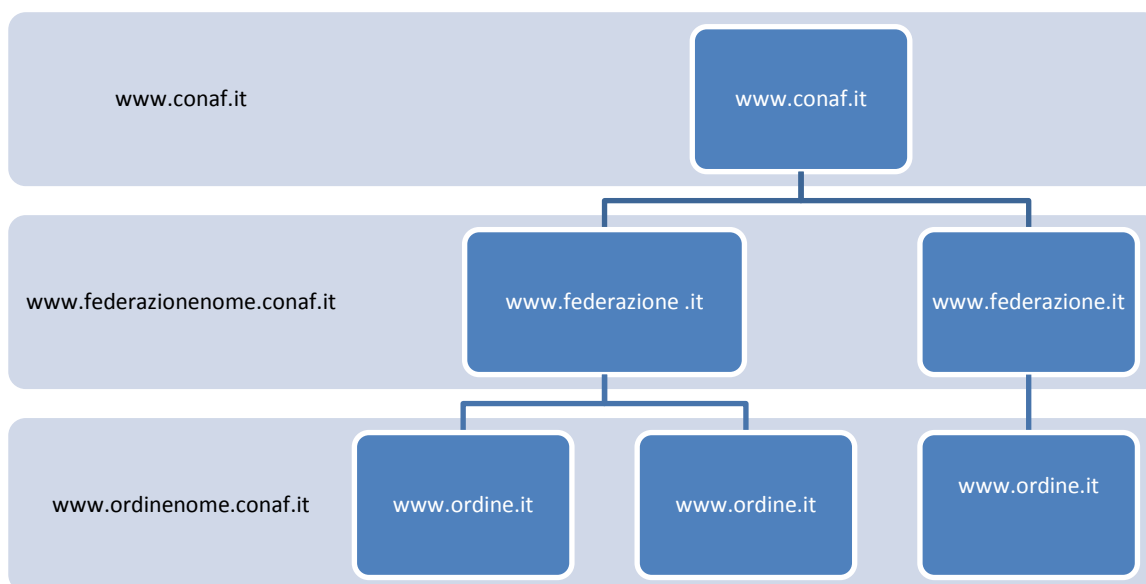 www.conaf.it
www.conaf.it
www.federazionenome.conaf.it
www.federazione .it
www.federazione.it
www.ordinenome.conaf.it
www.ordine.it
www.ordine.it
www.ordine.it